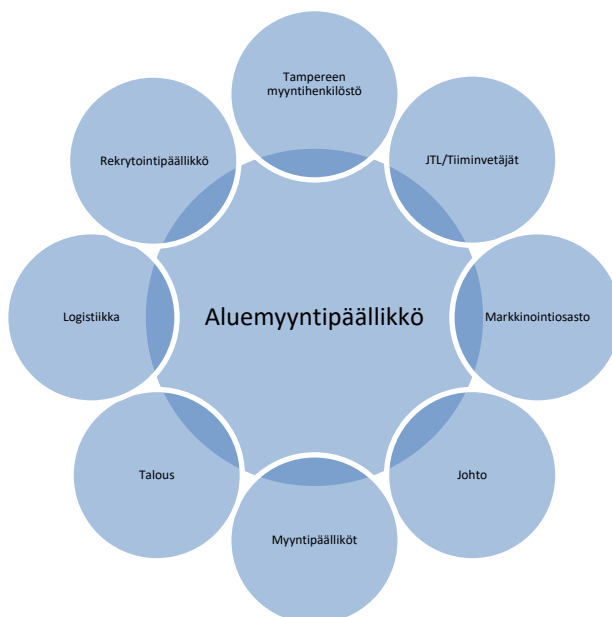 Tampereen
myyntihenkilöstö
Rekrytointipäällikkö
JTL/Tiiminvetäjät
Logistiikka
Aluemyyntipäällikkö
Markkinointiosasto
Talous
Johto
Myyntipäälliköt